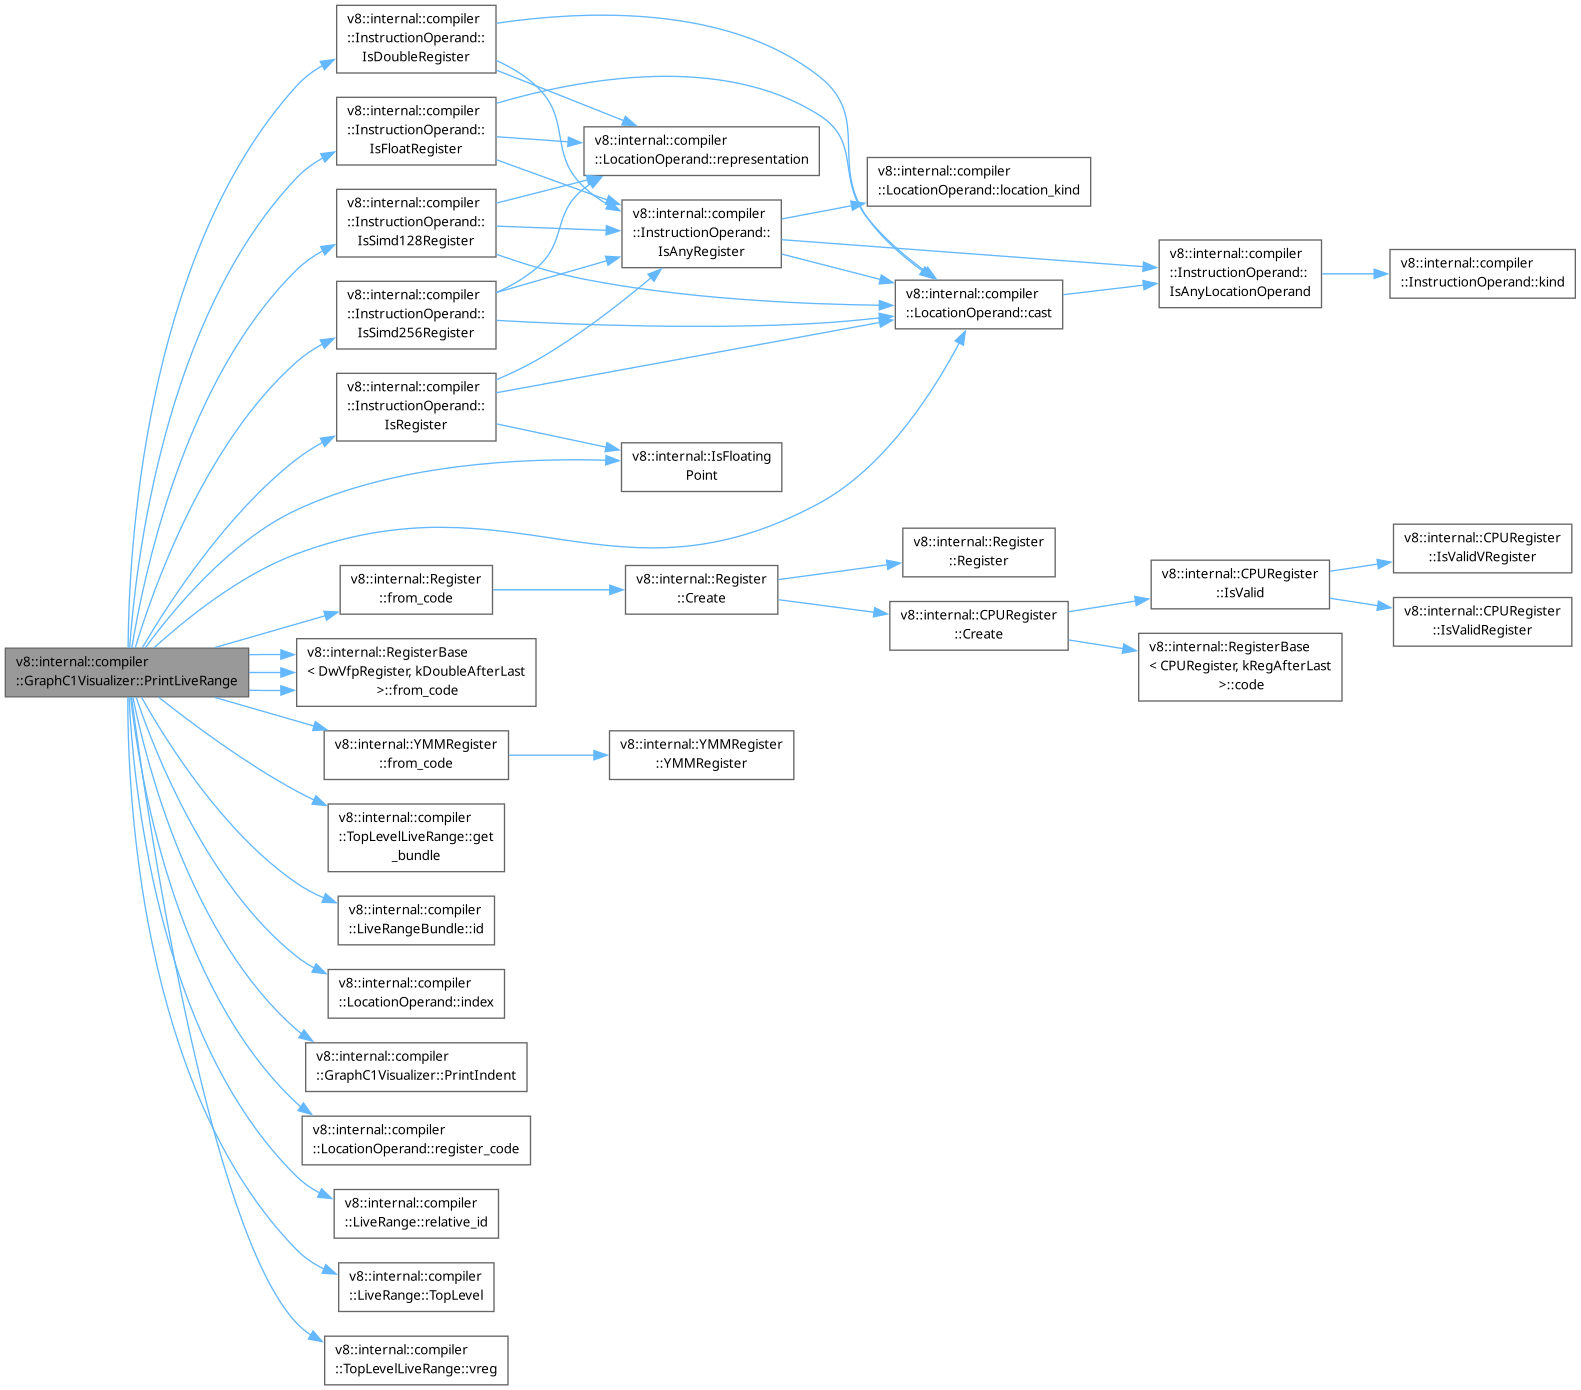 v8::internal::compiler
::GraphC1Visualizer::PrintLiveRange
v8::internal::compiler
::InstructionOperand::
IsDoubleRegister
v8::internal::compiler
::InstructionOperand::
IsFloatRegister
v8::internal::compiler
::InstructionOperand::
IsSimd128Register
v8::internal::compiler
::InstructionOperand::
IsSimd256Register
v8::internal::compiler
::InstructionOperand::
IsRegister
v8::internal::compiler
::LocationOperand::representation
v8::internal::compiler
::InstructionOperand::
IsAnyRegister
v8::internal::compiler
::LocationOperand::location_kind
v8::internal::compiler
::LocationOperand::cast
v8::internal::compiler
::InstructionOperand::
IsAnyLocationOperand
v8::internal::compiler
::InstructionOperand::kind
v8::internal::IsFloating
Point
v8::internal::Register
::from_code
v8::internal::Register
::Create
v8::internal::Register
::Register
v8::internal::CPURegister
::Create
v8::internal::CPURegister
::IsValid
v8::internal::CPURegister
::IsValidVRegister
v8::internal::CPURegister
::IsValidRegister
v8::internal::RegisterBase
< CPURegister, kRegAfterLast
>::code
v8::internal::RegisterBase
< DwVfpRegister, kDoubleAfterLast
>::from_code
v8::internal::YMMRegister
::from_code
v8::internal::YMMRegister
::YMMRegister
v8::internal::compiler
::TopLevelLiveRange::get
_bundle
v8::internal::compiler
::LiveRangeBundle::id
v8::internal::compiler
::LocationOperand::index
v8::internal::compiler
::GraphC1Visualizer::PrintIndent
v8::internal::compiler
::LocationOperand::register_code
v8::internal::compiler
::LiveRange::relative_id
v8::internal::compiler
::LiveRange::TopLevel
v8::internal::compiler
::TopLevelLiveRange::vreg